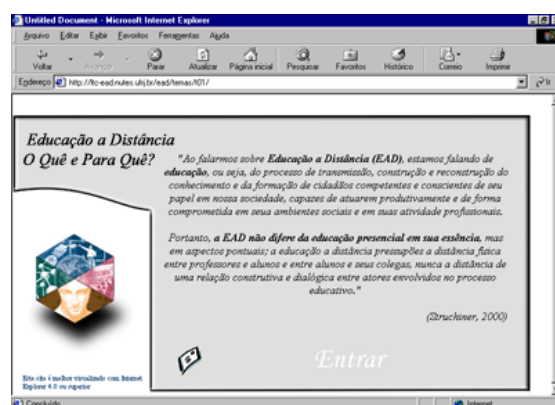 Untitled Document - Microsoft Internet Explorer
Arquivo Editar Exibir Favoritos Ferramentas Ajuda
Voltar Avançar Parar Atualizar Página inicial Pesquisar Favoritos Histórico Correio Imprimir
Endereço http://ltc-ead.nutes.ufrj.br/ead/temas/t01/ Ir
Educação a Distância
O Quê e Para Quê?
"Ao falarmos sobre Educação a Distância (EAD), estamos falando de
educação, ou seja, do processo de transmissão, construção e reconstrução do
conhecimento e da formação de cidadãos competentes e conscientes de seu
papel em nossa sociedade, capazes de atuarem produtivamente e de forma
comprometida em seua ambientes sociais e em suas atividade profissionais.
Portanto, a EAD não difere da educação presencial em sua essência, mas
em aspectos pontuais; a educação a distância pressupões a distância física
entre professores e alunos e entre alunos e seus colegas, nunca a distância de
uma relação construtiva e dialógica entre atores envolvidos no processo
educativo."
(Struchiner, 2000)
Entrar
Este site é melhor visualizado com Internet
Explorer 4.0 ou superior
Concluído Internet